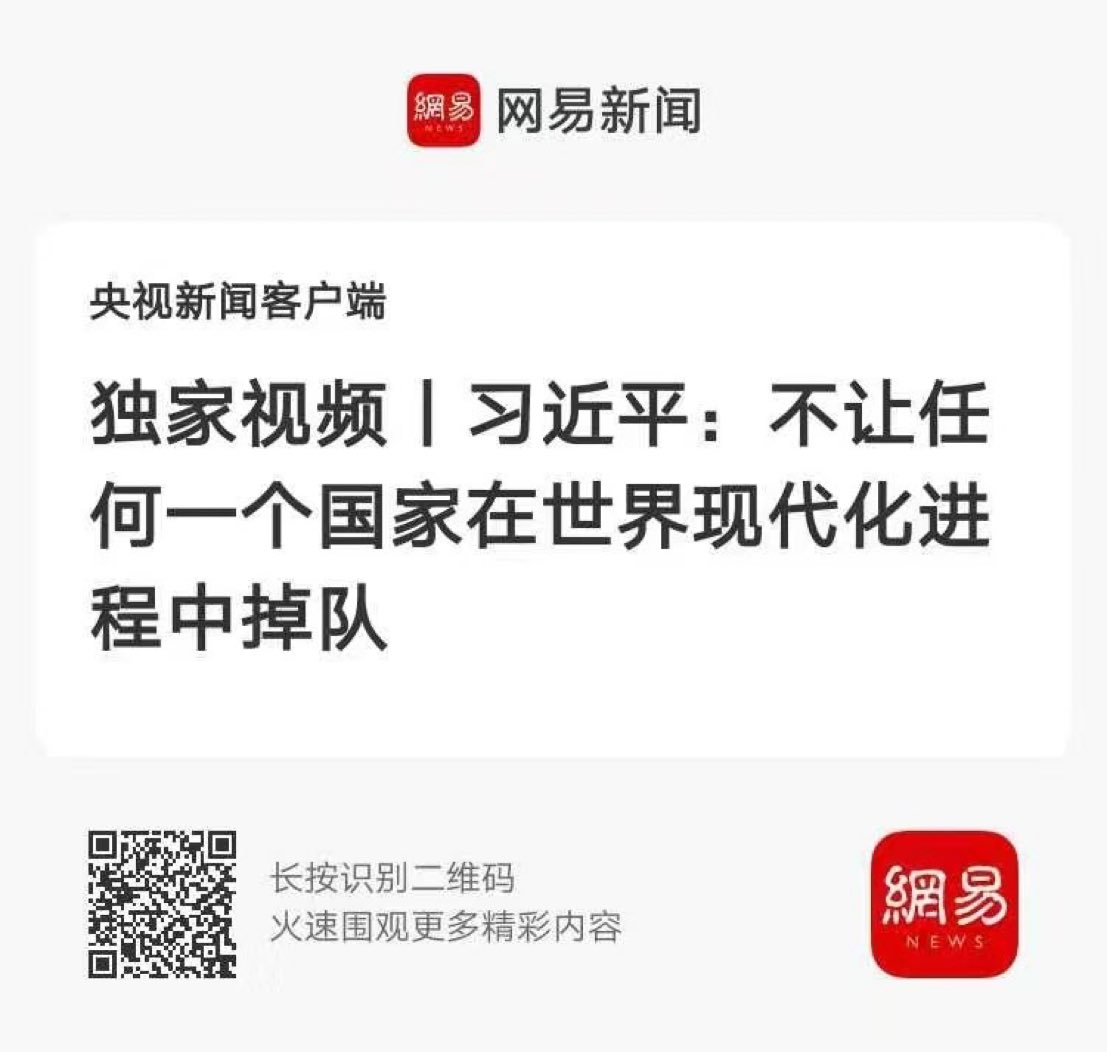 網易
NEWS
网易新闻
央视新闻客户端
独家视频丨习近平：不让任
何一个国家在世界现代化进
程中掉队
长按识别二维码
火速围观更多精彩内容
網易
NEWS